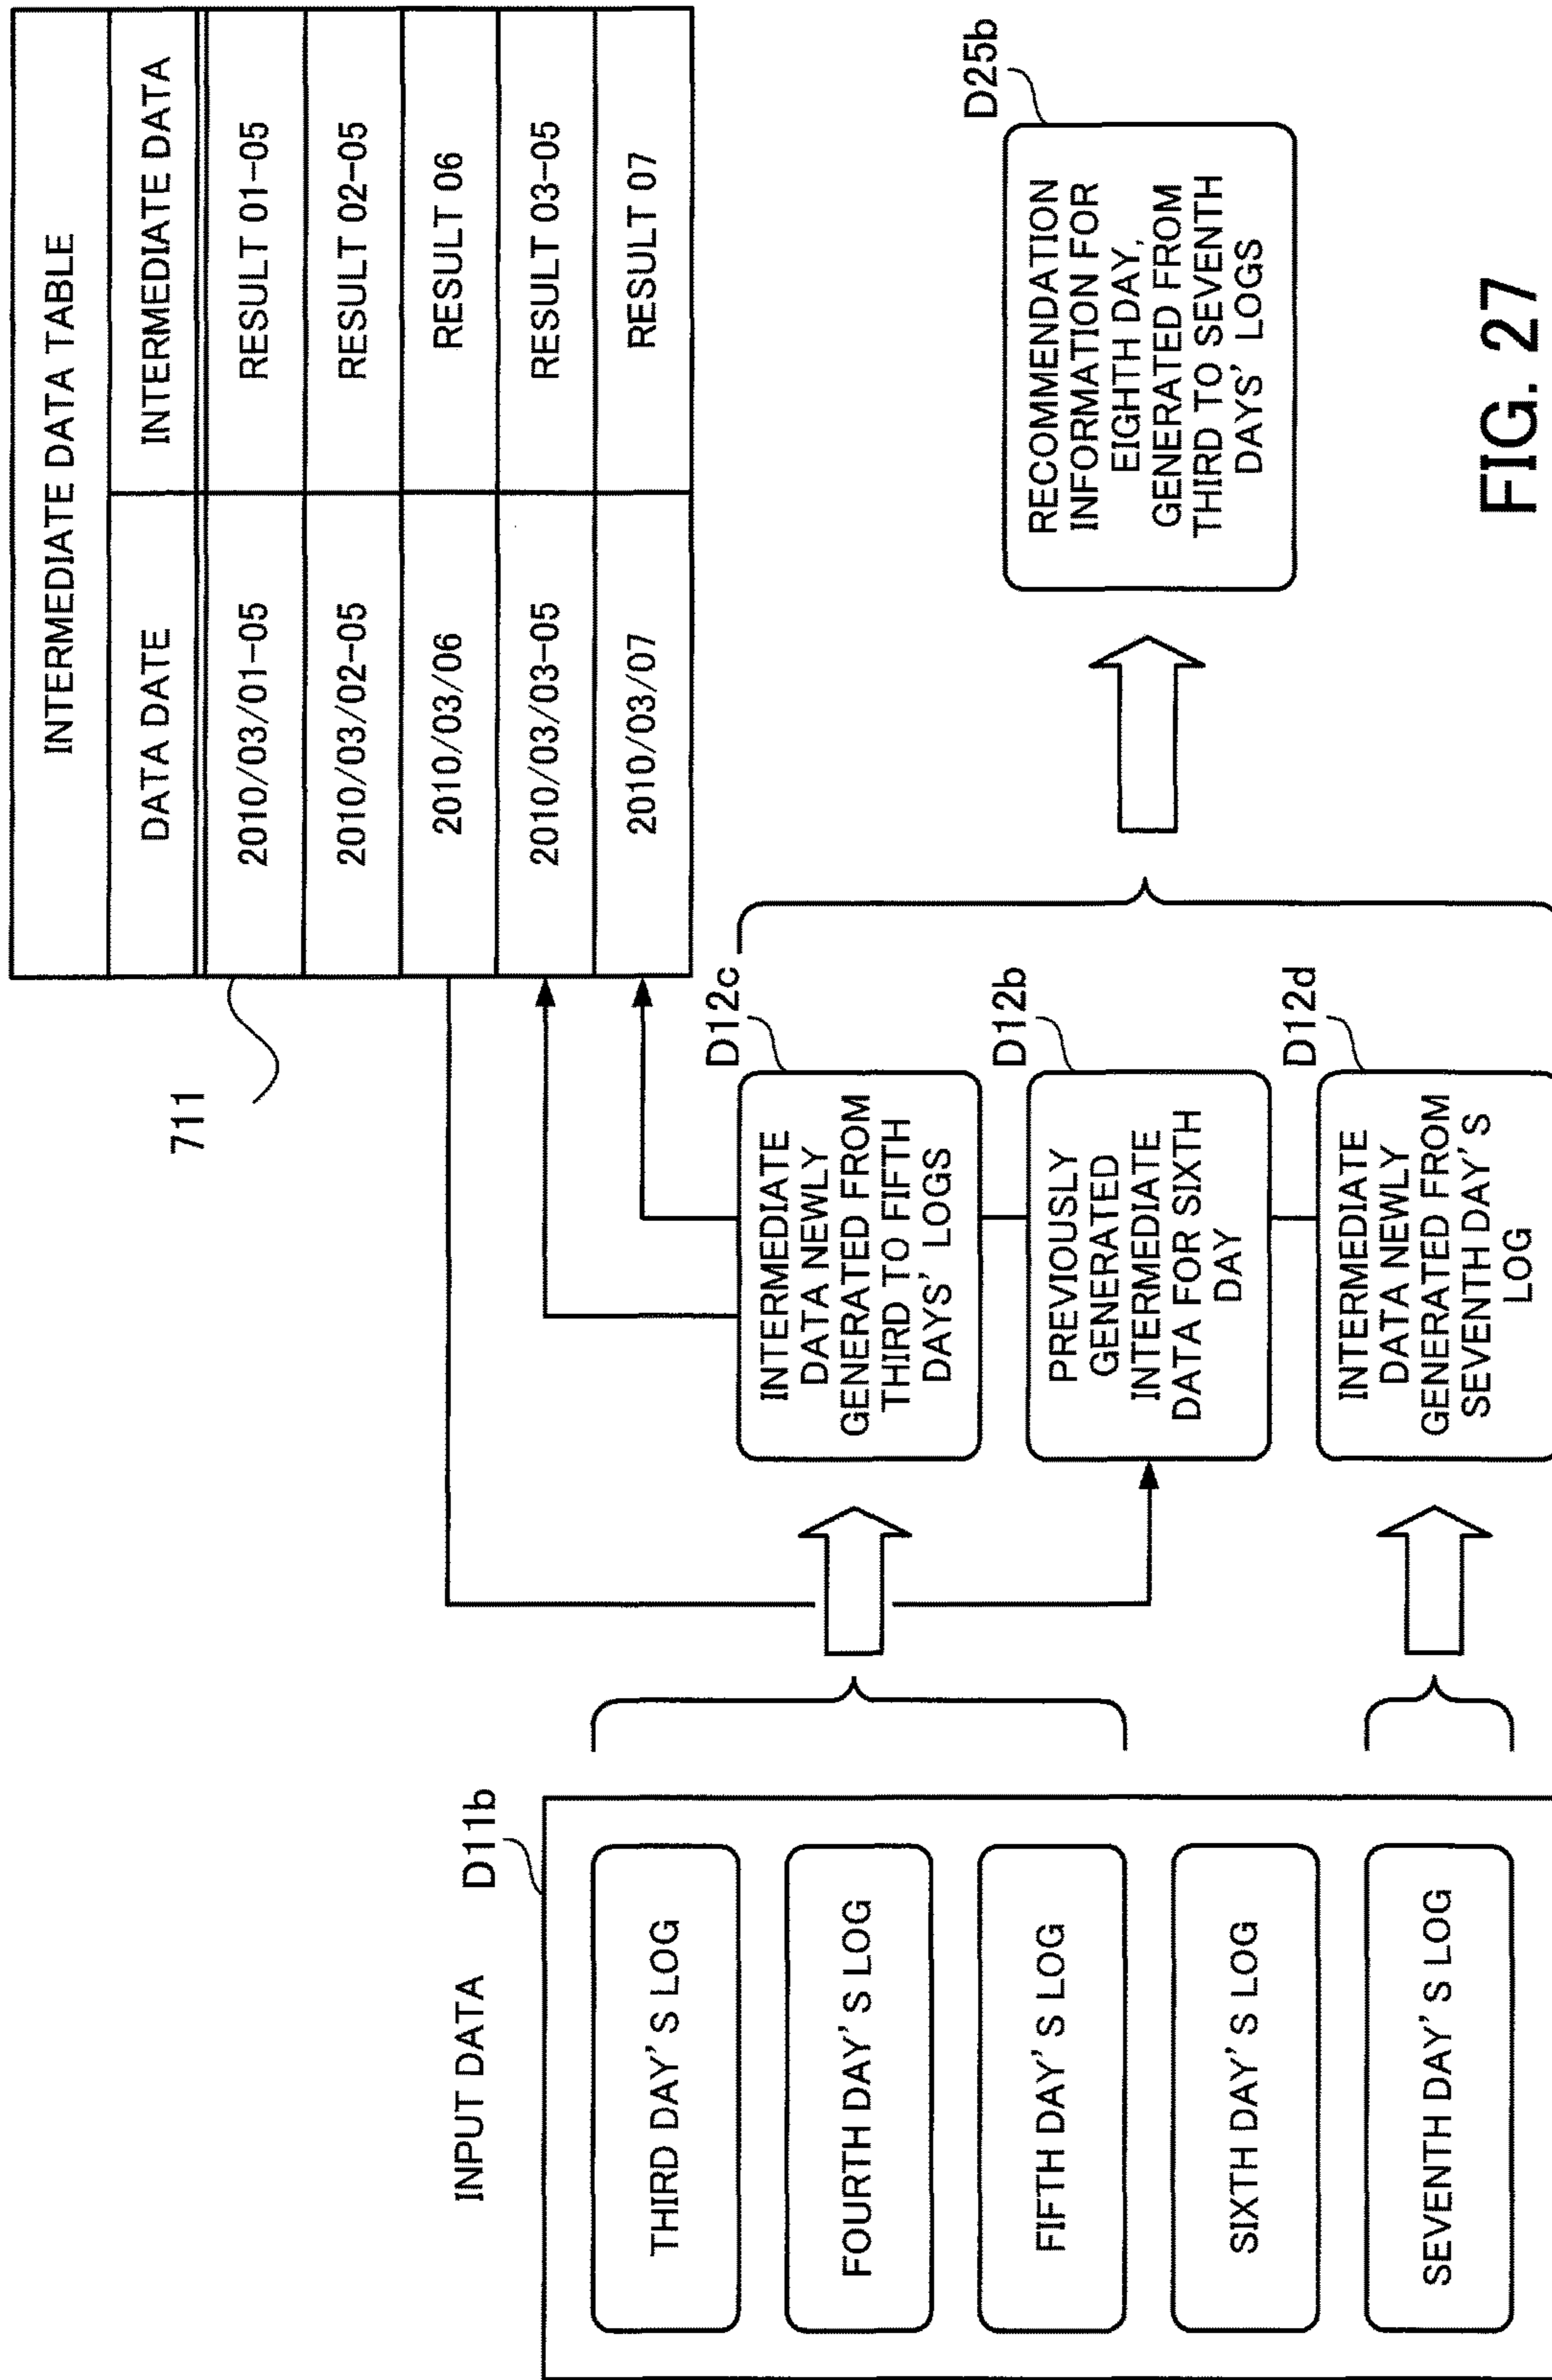 INTERMEDIATE DATA TABLE
DATA DATE INTERMEDIATE DATA
2010/03/01-05 RESULT 01-05
2010/03/02-05 RESULT 02-05
2010/03/06 RESULT 06
2010/03/03-05 RESULT 03-05
2010/03/07 RESULT 07
711
INPUT DATA
D11b
THIRD DAY'S LOG
FOURTH DAY'S LOG
FIFTH DAY'S LOG
SIXTH DAY'S LOG
SEVENTH DAY'S LOG
D12c
INTERMEDIATE
DATA NEWLY
GENERATED FROM
THIRD TO FIFTH
DAYS' LOGS
D12b
PREVIOUSLY
GENERATED
INTERMEDIATE
DATA FOR SIXTH
DAY
D12d
INTERMEDIATE
DATA NEWLY
GENERATED FROM
SEVENTH DAY'S
LOG
D25b
RECOMMENDATION
INFORMATION FOR
EIGHTH DAY,
GENERATED FROM
THIRD TO SEVENTH
DAYS' LOGS
FIG. 27